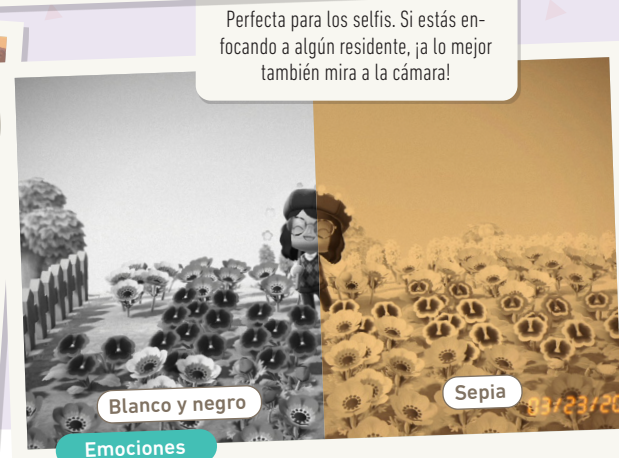 Perfecta para los selfis. Si estás en-
focando a algún residente, ¡a lo mejor
también mira a la cámara!
Blanco y negro
Sepia
03/23/20
Emociones